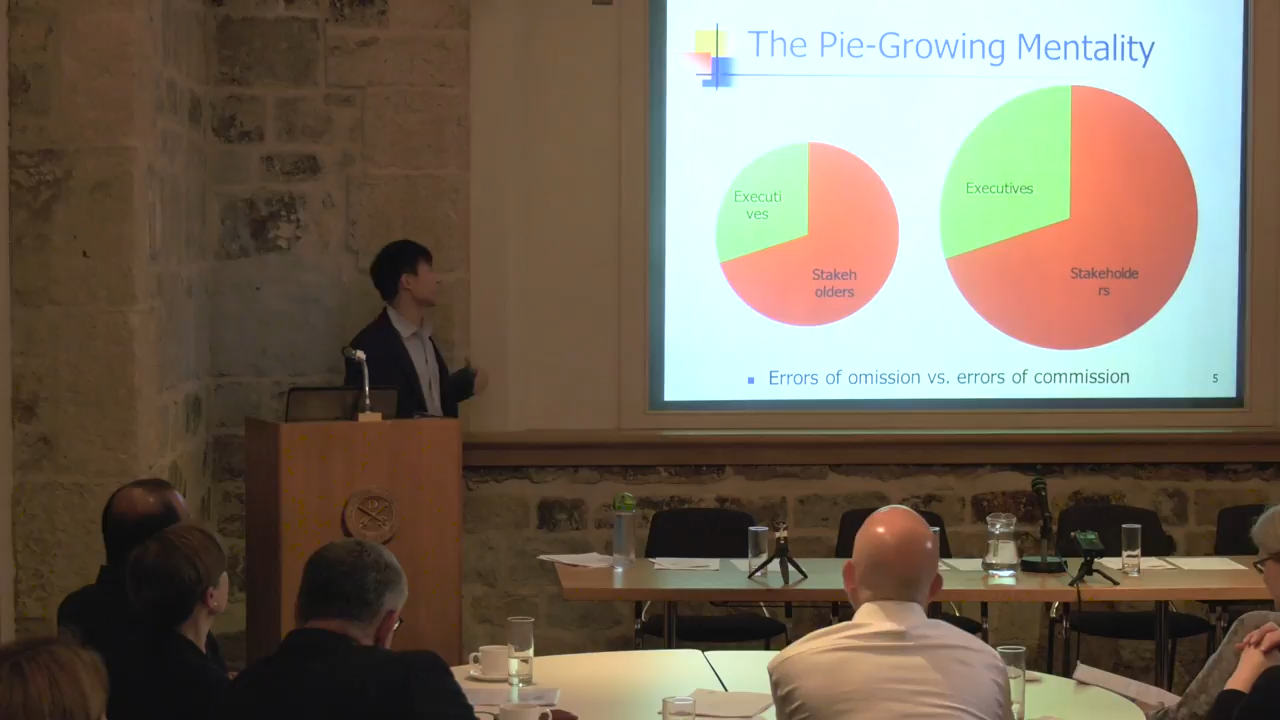 The Pie-Growing Mentality
Executi
ves
Stakeh
olders
Executives
Stakeholde
rs
Errors of omission vs. errors of commission
5